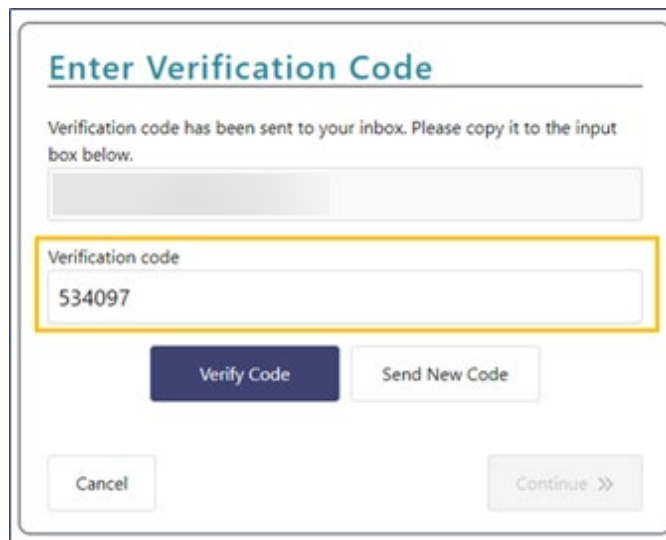 Enter Verification Code
Verification code has been sent to your inbox. Please copy it to the input
box below.
Verification code
534097
Verify Code
Send New Code
Cancel
Continue »